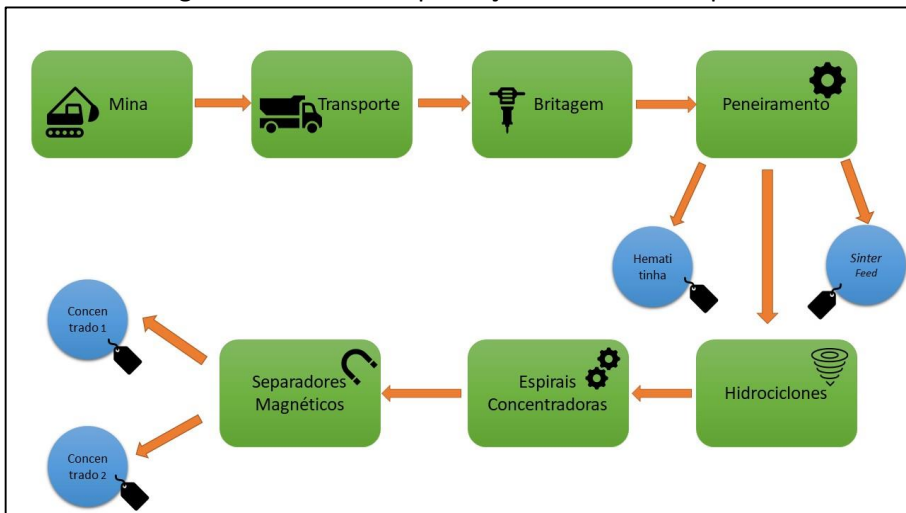 Mina
Transporte
Britagem
Peneiramento
Hemati
tinha
Sinter
Feed
Concen
trado 1
Separadores
Magnéticos
Espirais
Concentradoras
Hidrociclones
Concen
trado 2